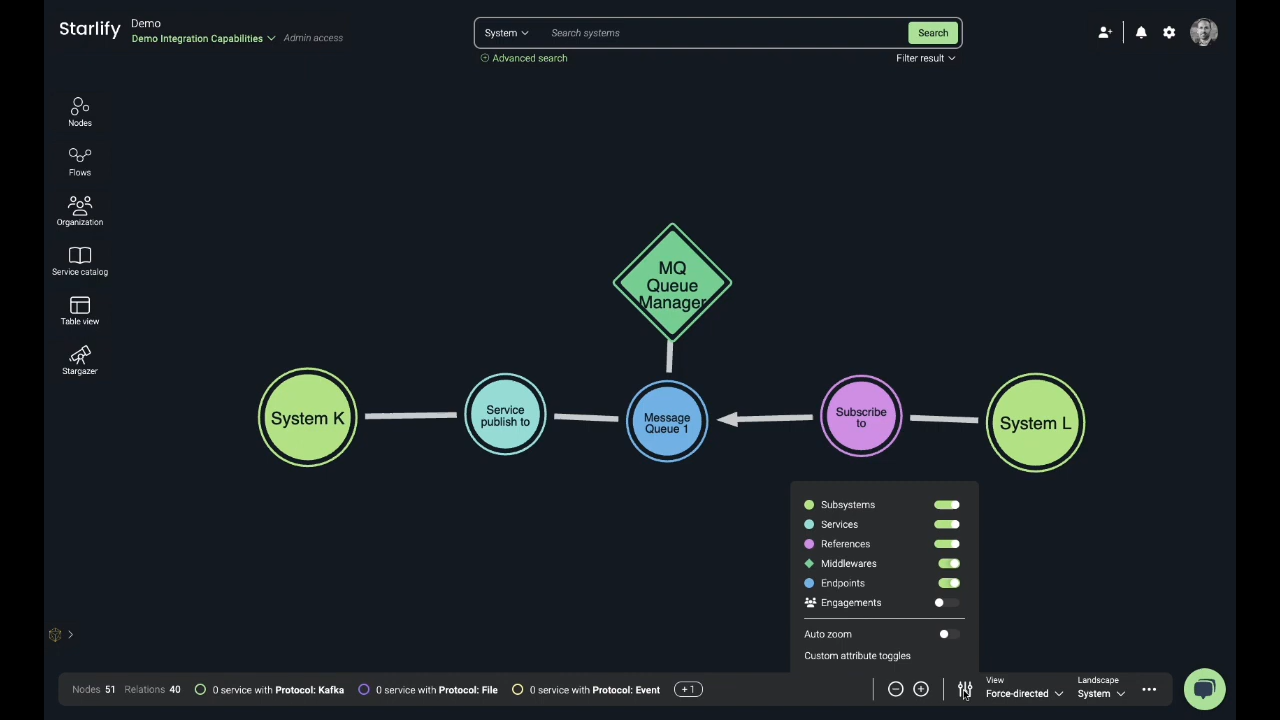 Starlify
Demo
Demo Integration Capabilities
Admin access
System
Search systems
Search
Advanced search
Filter result
Nodes
Flows
Organization
Service catalog
Table view
Stargazer
MQ
Queue
Manager
System K
Service
publish to
Message
Queue 1
Subscribe
to
System L
Subsystems
Services
References
Middlewares
Endpoints
Engagements
Auto zoom
Custom attribute toggles
Nodes 51 Relations 40
0 service with Protocol: Kafka
0 service with Protocol: File
0 service with Protocol: Event
+ 1
View
Force-directed
Landscape
System